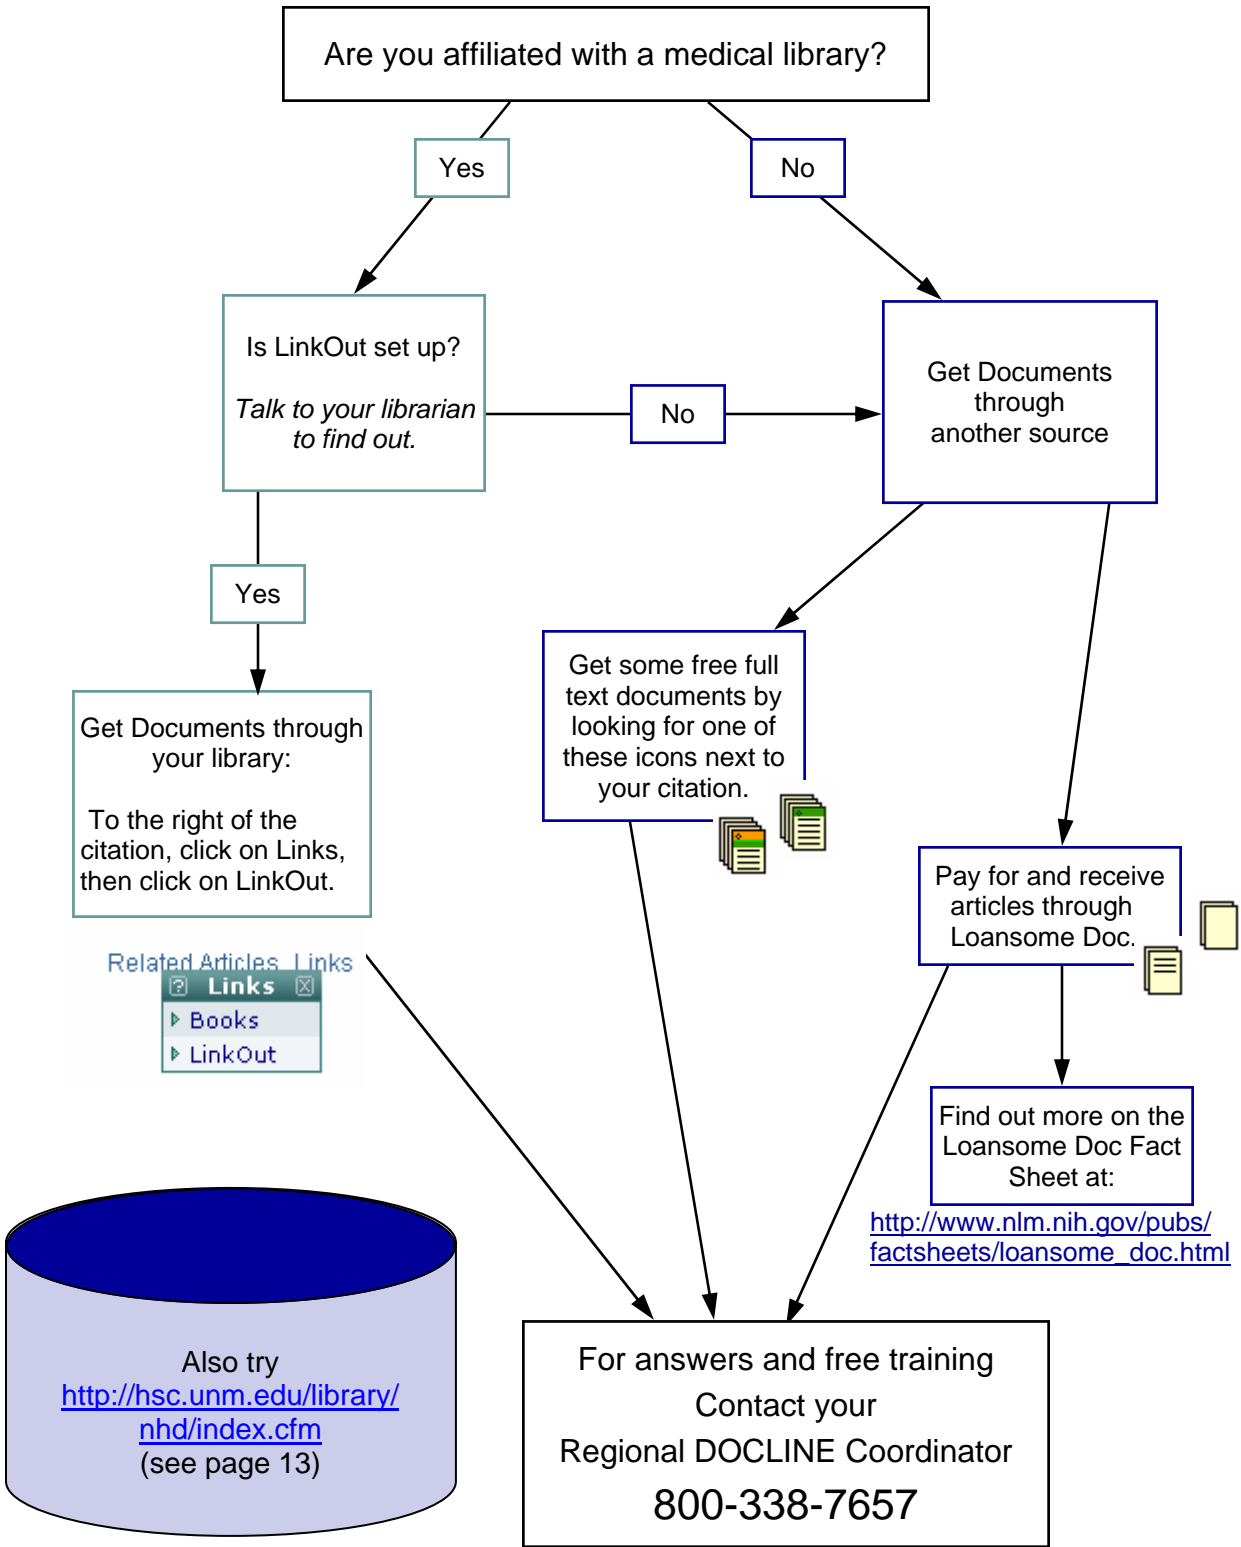 Are you affiliated with a medical library?
Yes
No
Is LinkOut set up?
Talk to your librarian
to find out.
No
Get Documents
through
another source
Yes
Get Documents through
your library:
To the right of the
citation, click on Links,
then click on LinkOut.
Related Articles, Links
? Links X
Books
LinkOut
Get some free full
text documents by
looking for one of
these icons next to
your citation.
Pay for and receive
articles through
Loansome Doc.
Find out more on the
Loansome Doc Fact
Sheet at:
http://www.nlm.nih.gov/pubs/
factsheets/loansome_doc.html
Also try
http://hsc.unm.edu/library/
nhd/index.cfm
(see page 13)
For answers and free training
Contact your
Regional DOCLINE Coordinator
800-338-7657